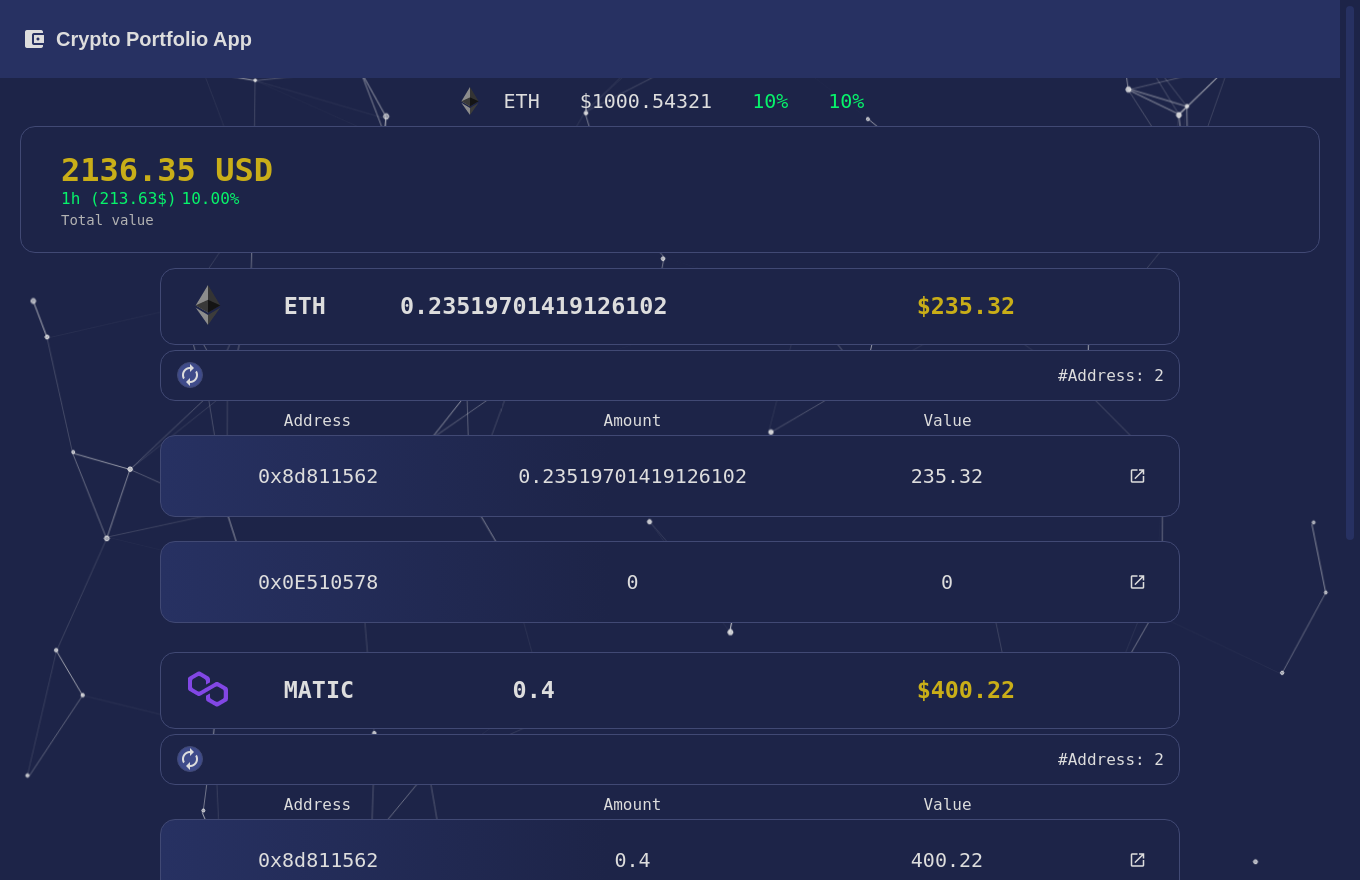 Crypto Portfolio App
ETH $1000.54321 10% 10%
2136.35 USD
1h (213.63$) 10.00%
Total value
ETH 0.23519701419126102 $235.32
#Address: 2
Address Amount Value
0x8d811562 0.23519701419126102 235.32
0x0E510578 0 0
MATIC 0.4 $400.22
#Address: 2
Address Amount Value
0x8d811562 0.4 400.22